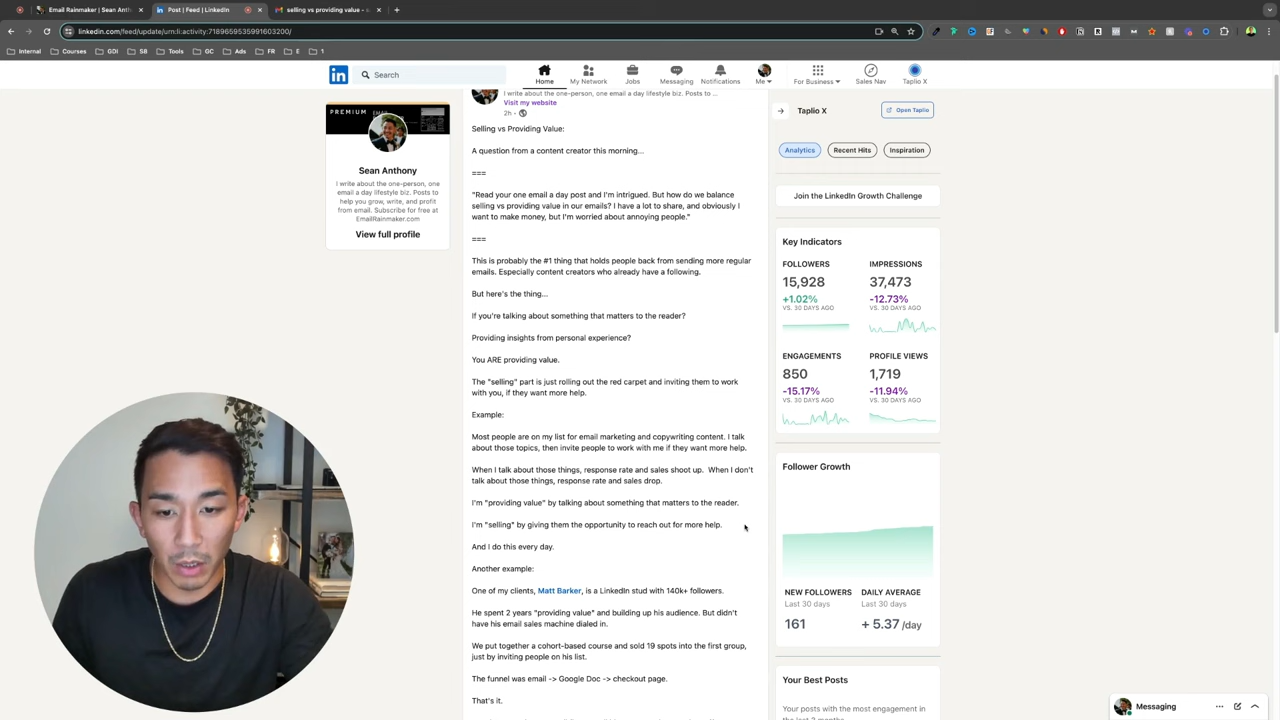 Email Rainmaker | Sean Anth
Post | Feed | LinkedIn
selling vs providing value -
linkedin.com/feed/update/urn:li:activity:7189659535991603200/
Internal
Courses
GDI
SB
Tools
GC
Ads
FR
E
1
Search
Home
My Network
Jobs
Messaging
Notifications
Me
For Business
Sales Nav
Taplio X
PREMIUM
Sean Anthony
I write about the one-person, one
email a day lifestyle biz. Posts to
help you grow, write, and profit
from email. Subscribe for free at
EmailRainmaker.com
View full profile
I write about the one-person, one email a day lifestyle biz. Posts to ...
Visit my website
2h •
Selling vs Providing Value:
A question from a content creator this morning...
===
"Read your one email a day post and I'm intrigued. But how do we balance
selling vs providing value in our emails? I have a lot to share, and obviously I
want to make money, but I'm worried about annoying people."
===
This is probably the #1 thing that holds people back from sending more regular
emails. Especially content creators who already have a following.
But here's the thing...
If you're talking about something that matters to the reader?
Providing insights from personal experience?
You ARE providing value.
The "selling" part is just rolling out the red carpet and inviting them to work
with you, if they want more help.
Example:
Most people are on my list for email marketing and copywriting content. I talk
about those topics, then invite people to work with me if they want more help.
When I talk about those things, response rate and sales shoot up. When I don't
talk about those things, response rate and sales drop.
I'm "providing value" by talking about something that matters to the reader.
I'm "selling" by giving them the opportunity to reach out for more help.
And I do this every day.
Another example:
One of my clients, Matt Barker, is a LinkedIn stud with 140k+ followers.
He spent 2 years "providing value" and building up his audience. But didn't
have his email sales machine dialed in.
We put together a cohort-based course and sold 19 spots into the first group,
just by inviting people on his list.
The funnel was email -> Google Doc -> checkout page.
That's it.
Taplio X
Open Taplio
Analytics
Recent Hits
Inspiration
Join the LinkedIn Growth Challenge
Key Indicators
FOLLOWERS
15,928
+1.02%
VS. 30 DAYS AGO
IMPRESSIONS
37,473
-12.73%
VS. 30 DAYS AGO
ENGAGEMENTS
850
-15.17%
VS. 30 DAYS AGO
PROFILE VIEWS
1,719
-11.94%
VS. 30 DAYS AGO
Follower Growth
NEW FOLLOWERS
Last 30 days
161
DAILY AVERAGE
Last 30 days
+ 5.37 /day
Your Best Posts
Your posts with the most engagement in
Messaging